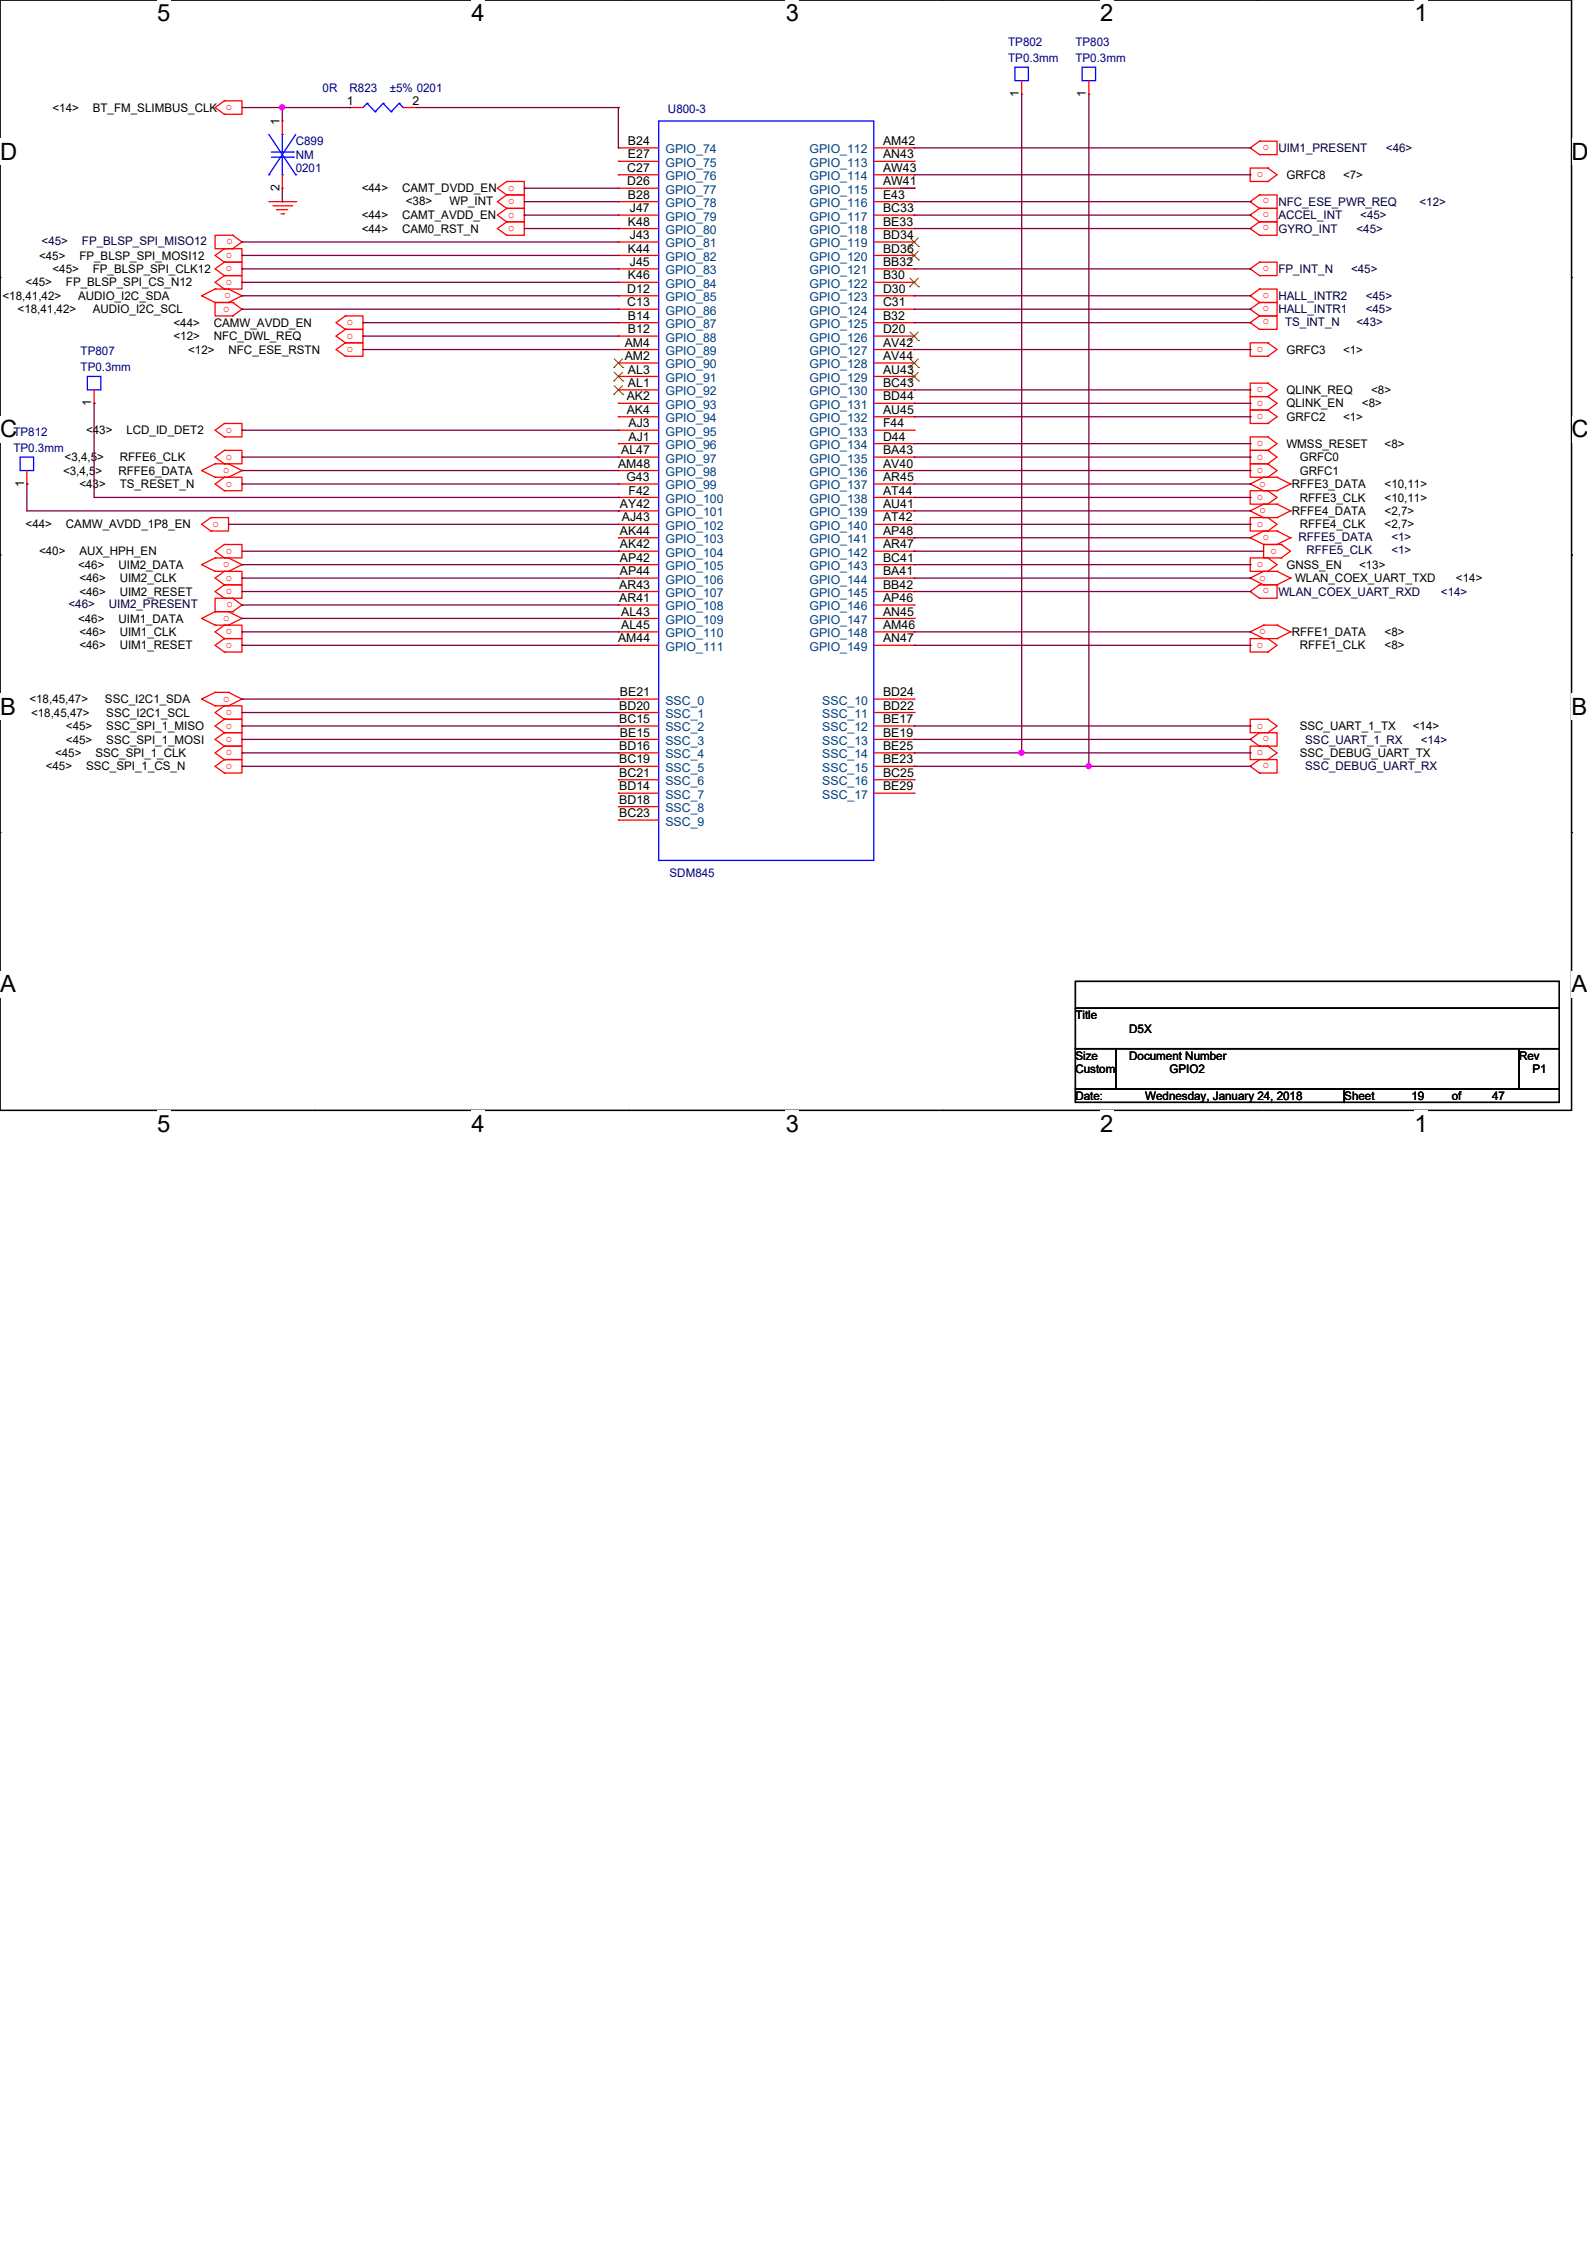 5 4 3 2 1
TP802 TP803
TP0.3mm TP0.3mm
1 1
0R R823 ±5% 0201
1 2
<14> BT_FM_SLIMBUS_CLK
U800-3
1
C899
NM
0201
2
D D
B24 GPIO_74 GPIO_112 AM42 UIM1_PRESENT <46>
E27 GPIO_75 GPIO_113 AN43
C27 GPIO_76 GPIO_114 AW43 GRFC8 <7>
<44> CAMT_DVDD_EN D26 GPIO_77 GPIO_115 AW41
<38> WP_INT B28 GPIO_78 GPIO_116 E43 NFC_ESE_PWR_REQ <12>
<44> CAMT_AVDD_EN J47 GPIO_79 GPIO_117 BC33 ACCEL_INT <45>
<44> CAM0_RST_N K48 GPIO_80 GPIO_118 BE33 GYRO_INT <45>
<45> FP_BLSP_SPI_MISO12 J43 GPIO_81 GPIO_119 BD34
<45> FP_BLSP_SPI_MOSI12 K44 GPIO_82 GPIO_120 BD36
<45> FP_BLSP_SPI_CLK12 J45 GPIO_83 GPIO_121 BB32 FP_INT_N <45>
<45> FP_BLSP_SPI_CS_N12 K46 GPIO_84 GPIO_122 B30
<18,41,42> AUDIO_I2C_SDA D12 GPIO_85 GPIO_123 D30 HALL_INTR2 <45>
<18,41,42> AUDIO_I2C_SCL C13 GPIO_86 GPIO_124 C31 HALL_INTR1 <45>
<44> CAMW_AVDD_EN B14 GPIO_87 GPIO_125 B32 TS_INT_N <43>
<12> NFC_DWL_REQ B12 GPIO_88 GPIO_126 D20
<12> NFC_ESE_RSTN AM4 GPIO_89 GPIO_127 AV42 GRFC3 <1>
TP807
TP0.3mm
1
AM2 GPIO_90 GPIO_128 AV44
AL3 GPIO_91 GPIO_129 AU43
AL1 GPIO_92 GPIO_130 BC43 QLINK_REQ <8>
AK2 GPIO_93 GPIO_131 BD44 QLINK_EN <8>
AK4 GPIO_94 GPIO_132 AU45 GRFC2 <1>
C C
TP812
TP0.3mm
1
<43> LCD_ID_DET2 AJ3 GPIO_95 GPIO_133 F44
AJ1 GPIO_96 GPIO_134 D44 WMSS_RESET <8>
<3,4,5> RFFE6_CLK AL47 GPIO_97 GPIO_135 BA43 GRFC0
<3,4,5> RFFE6_DATA AM48 GPIO_98 GPIO_136 AV40 GRFC1
<43> TS_RESET_N G43 GPIO_99 GPIO_137 AR45 RFFE3_DATA <10,11>
F42 GPIO_100 GPIO_138 AT44 RFFE3_CLK <10,11>
AY42 GPIO_101 GPIO_139 AU41 RFFE4_DATA <2,7>
<44> CAMW_AVDD_1P8_EN AJ43 GPIO_102 GPIO_140 AT42 RFFE4_CLK <2,7>
AK44 GPIO_103 GPIO_141 AP48 RFFE5_DATA <1>
<40> AUX_HPH_EN AK42 GPIO_104 GPIO_142 AR47 RFFE5_CLK <1>
<46> UIM2_DATA AP42 GPIO_105 GPIO_143 BC41 GNSS_EN <13>
<46> UIM2_CLK AP44 GPIO_106 GPIO_144 BA41 WLAN_COEX_UART_TXD <14>
<46> UIM2_RESET AR43 GPIO_107 GPIO_145 BB42 WLAN_COEX_UART_RXD <14>
<46> UIM2_PRESENT AR41 GPIO_108 GPIO_146 AP46
<46> UIM1_DATA AL43 GPIO_109 GPIO_147 AN45
<46> UIM1_CLK AL45 GPIO_110 GPIO_148 AM46 RFFE1_DATA <8>
<46> UIM1_RESET AM44 GPIO_111 GPIO_149 AN47 RFFE1_CLK <8>
B B
<18,45,47> SSC_I2C1_SDA BE21 SSC_0 SSC_10 BD24
<18,45,47> SSC_I2C1_SCL BD20 SSC_1 SSC_11 BD22
<45> SSC_SPI_1_MISO BC15 SSC_2 SSC_12 BE17 SSC_UART_1_TX <14>
<45> SSC_SPI_1_MOSI BE15 SSC_3 SSC_13 BE19 SSC_UART_1_RX <14>
<45> SSC_SPI_1_CLK BD16 SSC_4 SSC_14 BE25 SSC_DEBUG_UART_TX
<45> SSC_SPI_1_CS_N BC19 SSC_5 SSC_15 BE23 SSC_DEBUG_UART_RX
BC21 SSC_6 SSC_16 BC25
BD14 SSC_7 SSC_17 BE29
BD18 SSC_8
BC23 SSC_9
SDM845
A A
Title
D5X
Size Document Number Rev
Custom GPIO2 P1
Date: Wednesday, January 24, 2018 Sheet 19 of 47
5 4 3 2 1